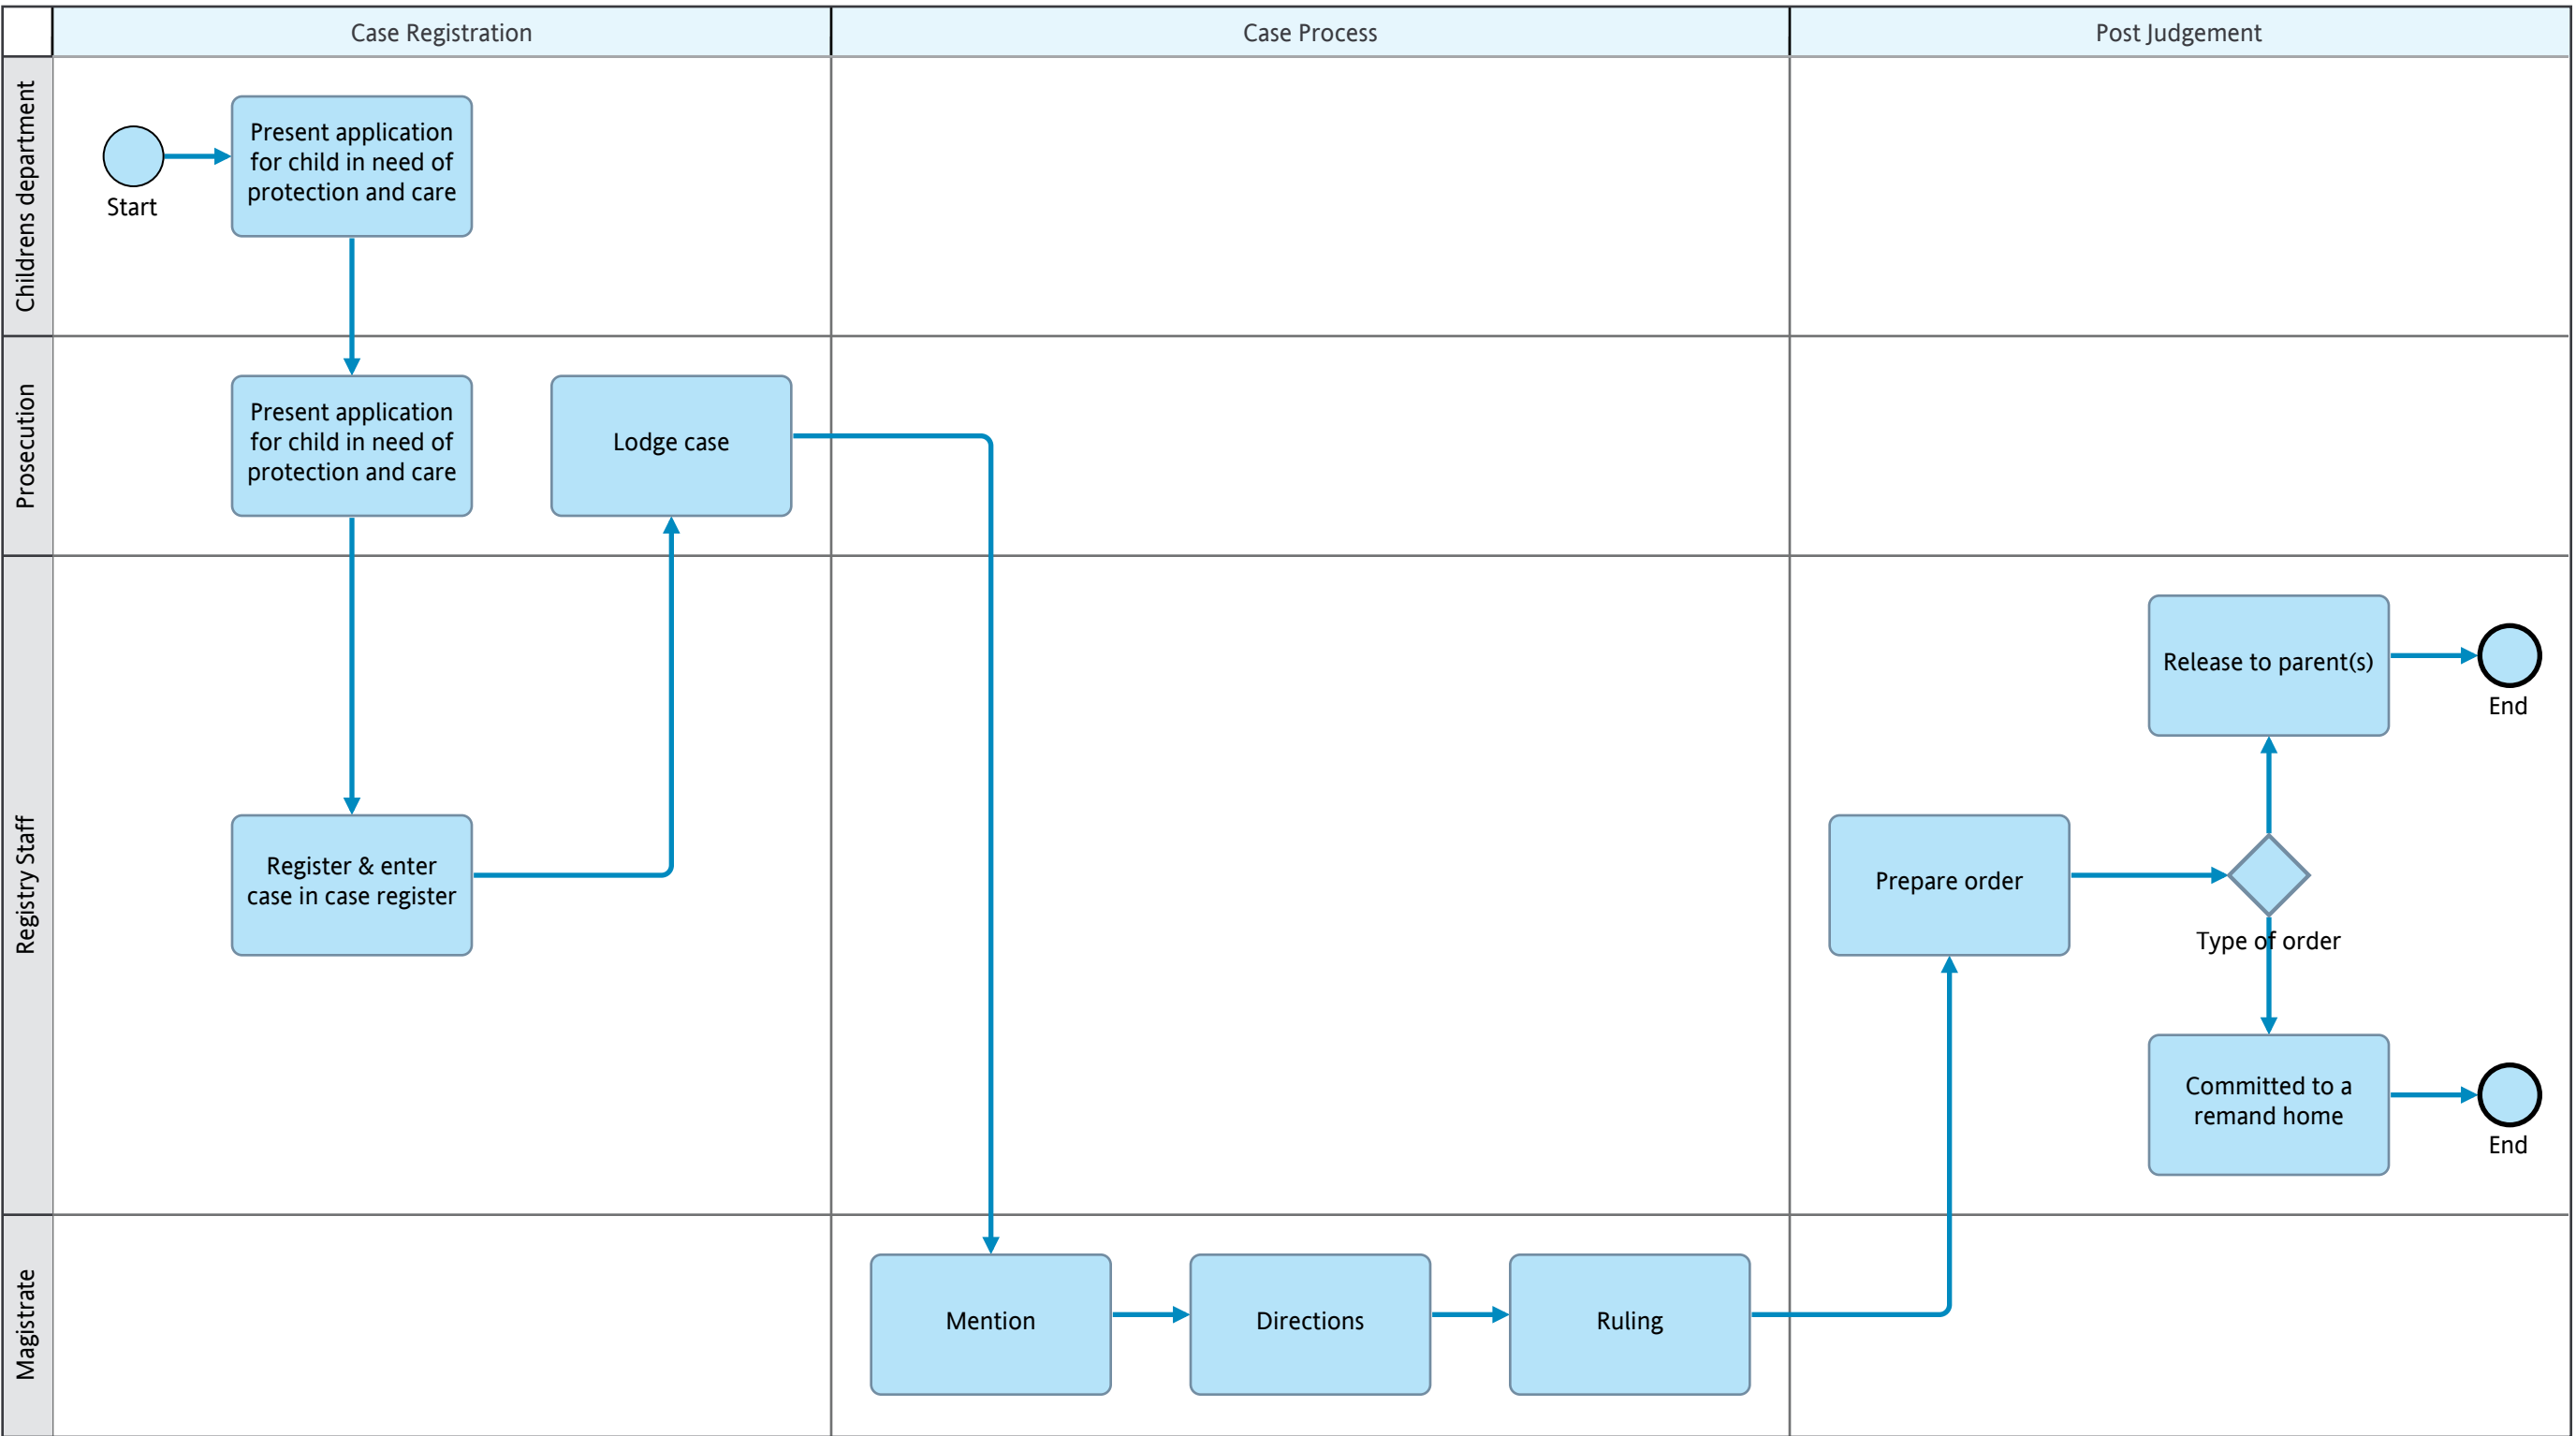 Case Registration
Case Process
Post Judgement
Childrens department
Start
Present application
for child in need of
protection and care
Prosecution
Present application
for child in need of
protection and care
Lodge case
Registry Staff
Register & enter
case in case register
Prepare order
Type of order
Release to parent(s)
End
Committed to a
remand home
End
Magistrate
Mention
Directions
Ruling